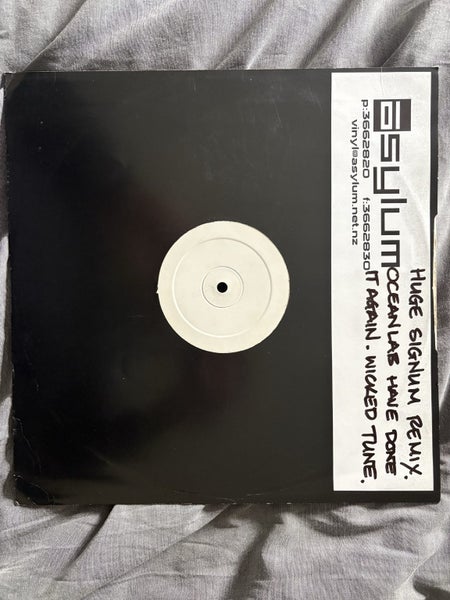 asylum
p:3662820 f:3662830
vinyl@asylum.net.nz
HUGE SIGNUM REMIX.
OCEANLAB HAVE DONE
IT AGAIN. WICKED TUNE.